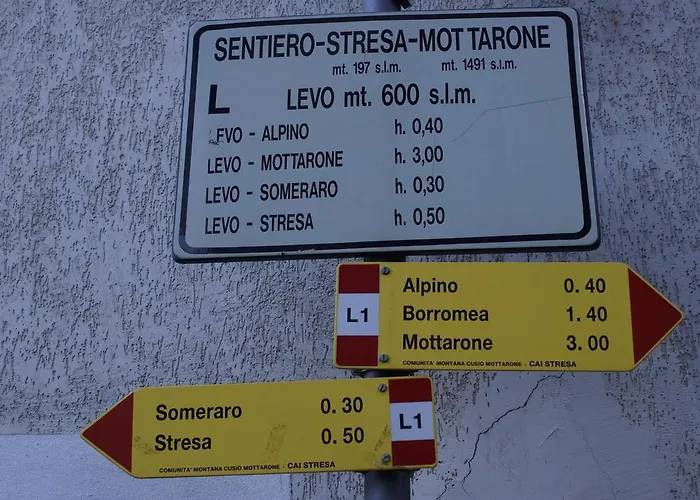 SENTIERO-STRESA-MOTTARONE
mt. 197 s.l.m. mt. 1491 s.l.m.
L LEVO mt. 600 s.l.m.
LEVO - ALPINO h. 0,40
LEVO - MOTTARONE h. 3,00
LEVO - SOMERARO h. 0,30
LEVO - STRESA h. 0,50
Alpino 0.40
L1 Borromea 1.40
Mottarone 3.00
COMUNITA' MONTANA CUSIO MOTTARONE - CAI STRESA
Someraro 0.30
Stresa 0.50 L1
COMUNITA' MONTANA CUSIO MOTTARONE - CAI STRESA